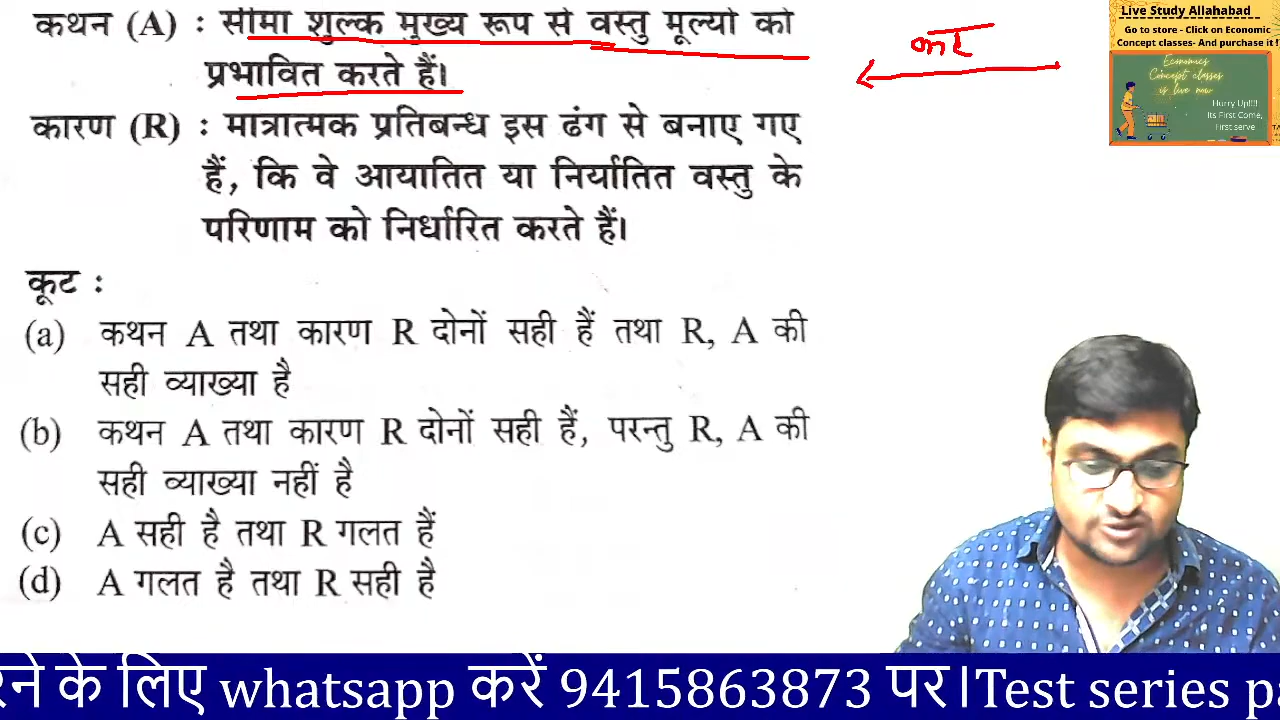 कथन (A) : सीमा शुल्क मुख्य रूप से वस्तु मूल्यों को
प्रभावित करते हैं।
कारण (R) : मात्रात्मक प्रतिबन्ध इस ढंग से बनाए गए
हैं, कि वे आयातित या निर्यातित वस्तु के
परिणाम को निर्धारित करते हैं।
कूट :
(a) कथन A तथा कारण R दोनों सही हैं तथा R, A की
सही व्याख्या है
(b) कथन A तथा कारण R दोनों सही हैं, परन्तु R, A की
सही व्याख्या नहीं है
(c) A सही है तथा R गलत हैं
(d) A गलत है तथा R सही है
कर
Live Study Allahabad
Go to store - Click on Economic
Concept classes- And purchase it !
Economics
Concept classes
is live now
Hurry Up!!!!
Its First Come,
First serve
रने के लिए whatsapp करें 9415863873 पर।Test series pa